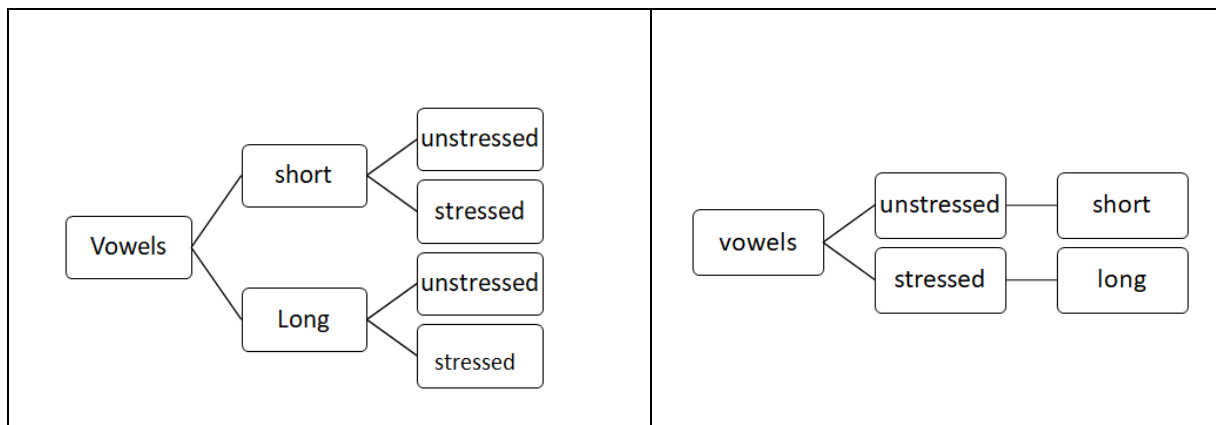 Vowels
short
unstressed
stressed
Long
unstressed
stressed
vowels
unstressed
short
stressed
long